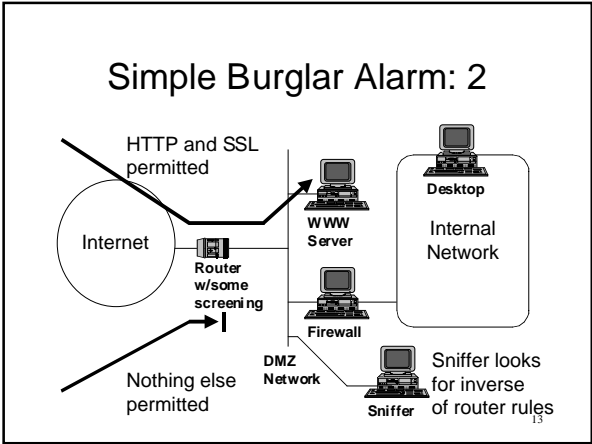 Simple Burglar Alarm: 2
HTTP and SSL
permitted
Desktop
WWW
Server
Internal
Network
Internet
Router
w/some
screening
Firewall
DMZ
Network
Nothing else
permitted
Sniffer
Sniffer looks
for inverse
of router rules
13